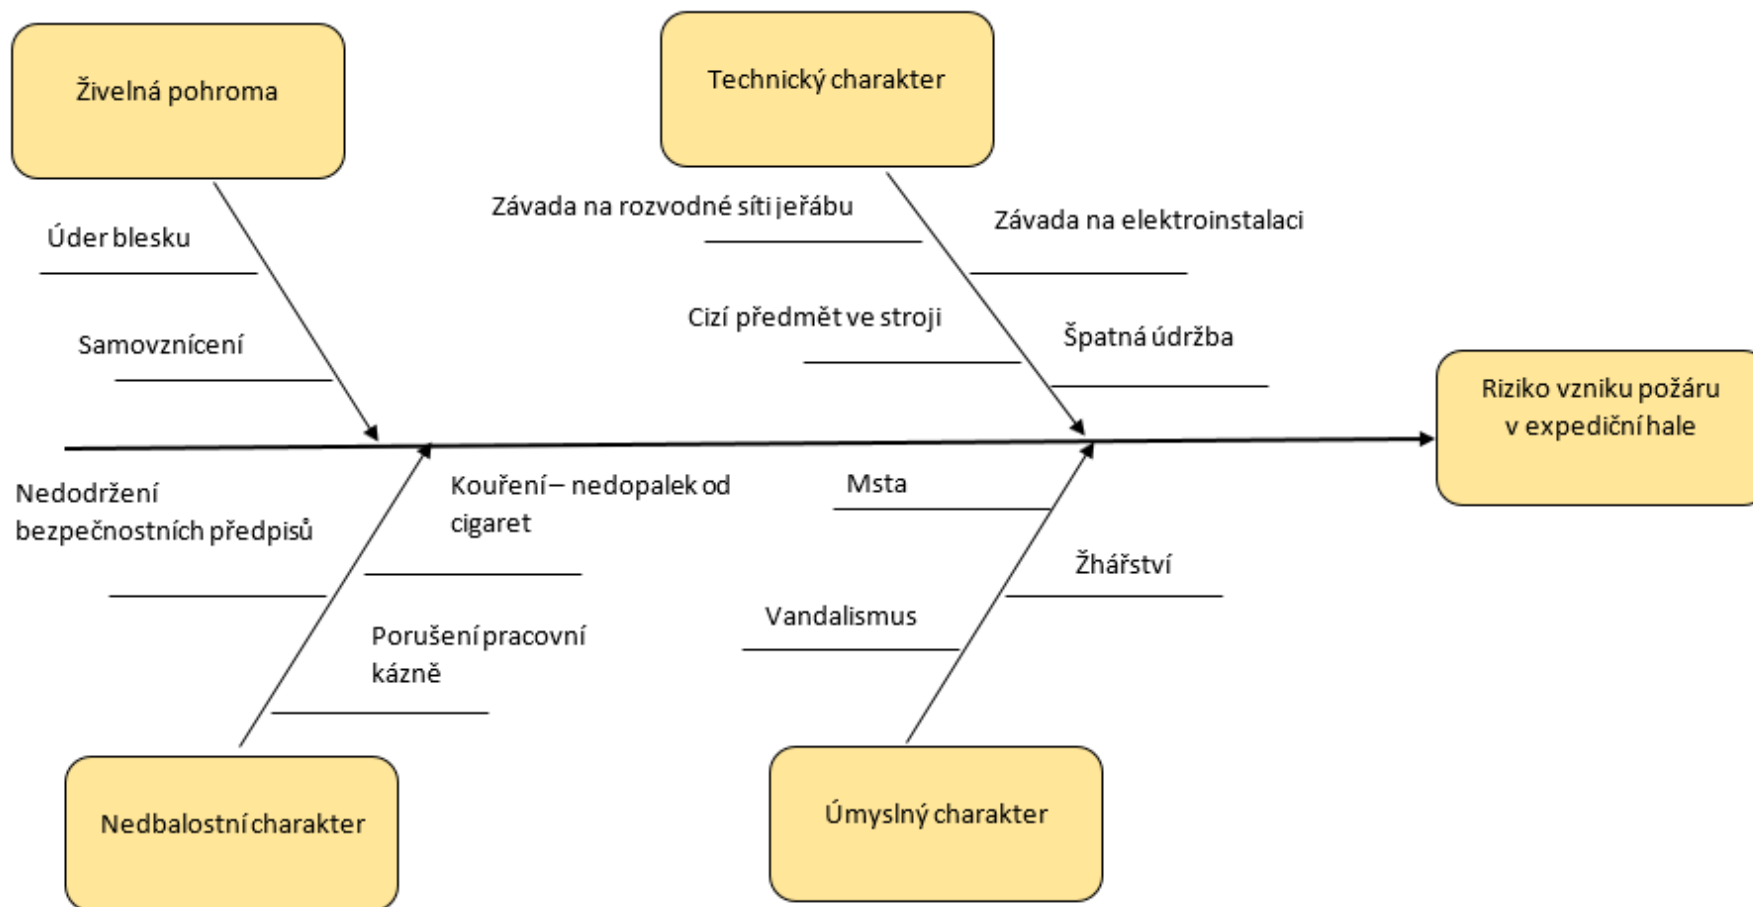 Živelná pohroma
Technický charakter
Úder blesku
Samovznícení
Závada na rozvodné síti jeřábu
Závada na elektroinstalaci
Cizí předmět ve stroji
Špatná údržba
Riziko vzniku požáru
v expediční hale
Nedodržení
bezpečnostních předpisů
Kouření – nedopalek od
cigaret
Porušení pracovní
kázně
Msta
Žhářství
Vandalismus
Nedbalostní charakter
Úmyslný charakter